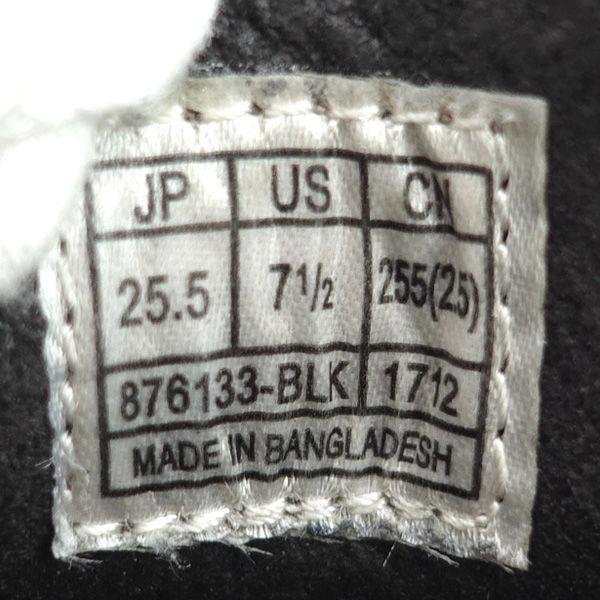 JP US CN
25.5 7 1/2 255(25)
876133-BLK 1712
MADE IN BANGLADESH